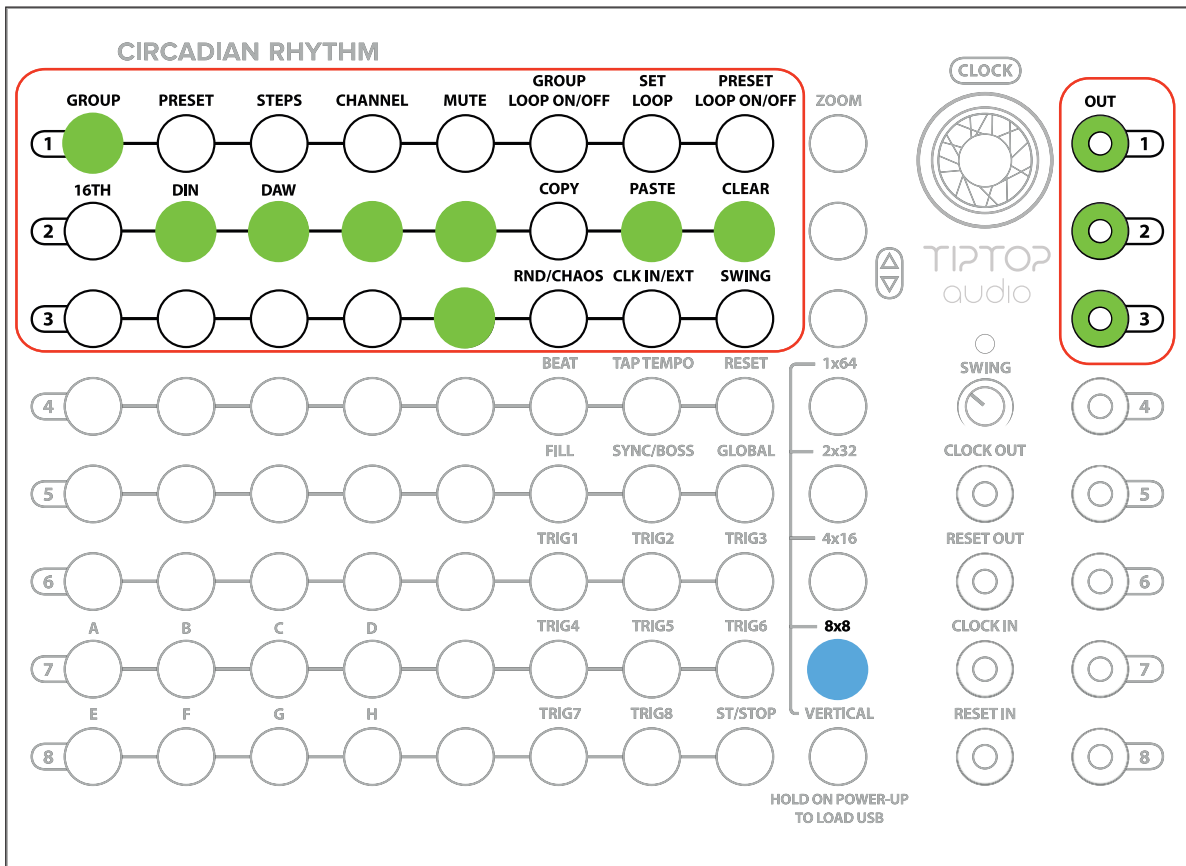 CIRCADIAN RHYTHM
CLOCK
GROUP PRESET STEPS CHANNEL MUTE GROUP LOOP ON/OFF SET LOOP PRESET LOOP ON/OFF ZOOM OUT
1 1
16TH DIN DAW COPY PASTE CLEAR
2 2
TIPTOP
audio
RND/CHAOS CLK IN/EXT SWING
3 3
BEAT TAP TEMPO RESET 1x64 SWING
4 4
FILL SYNC/BOSS GLOBAL 2x32 CLOCK OUT
5 5
TRIG1 TRIG2 TRIG3 4x16 RESET OUT
6 6
A B C D TRIG4 TRIG5 TRIG6 8x8 CLOCK IN
7 7
E F G H TRIG7 TRIG8 ST/STOP VERTICAL RESET IN
8 8
HOLD ON POWER-UP
TO LOAD USB